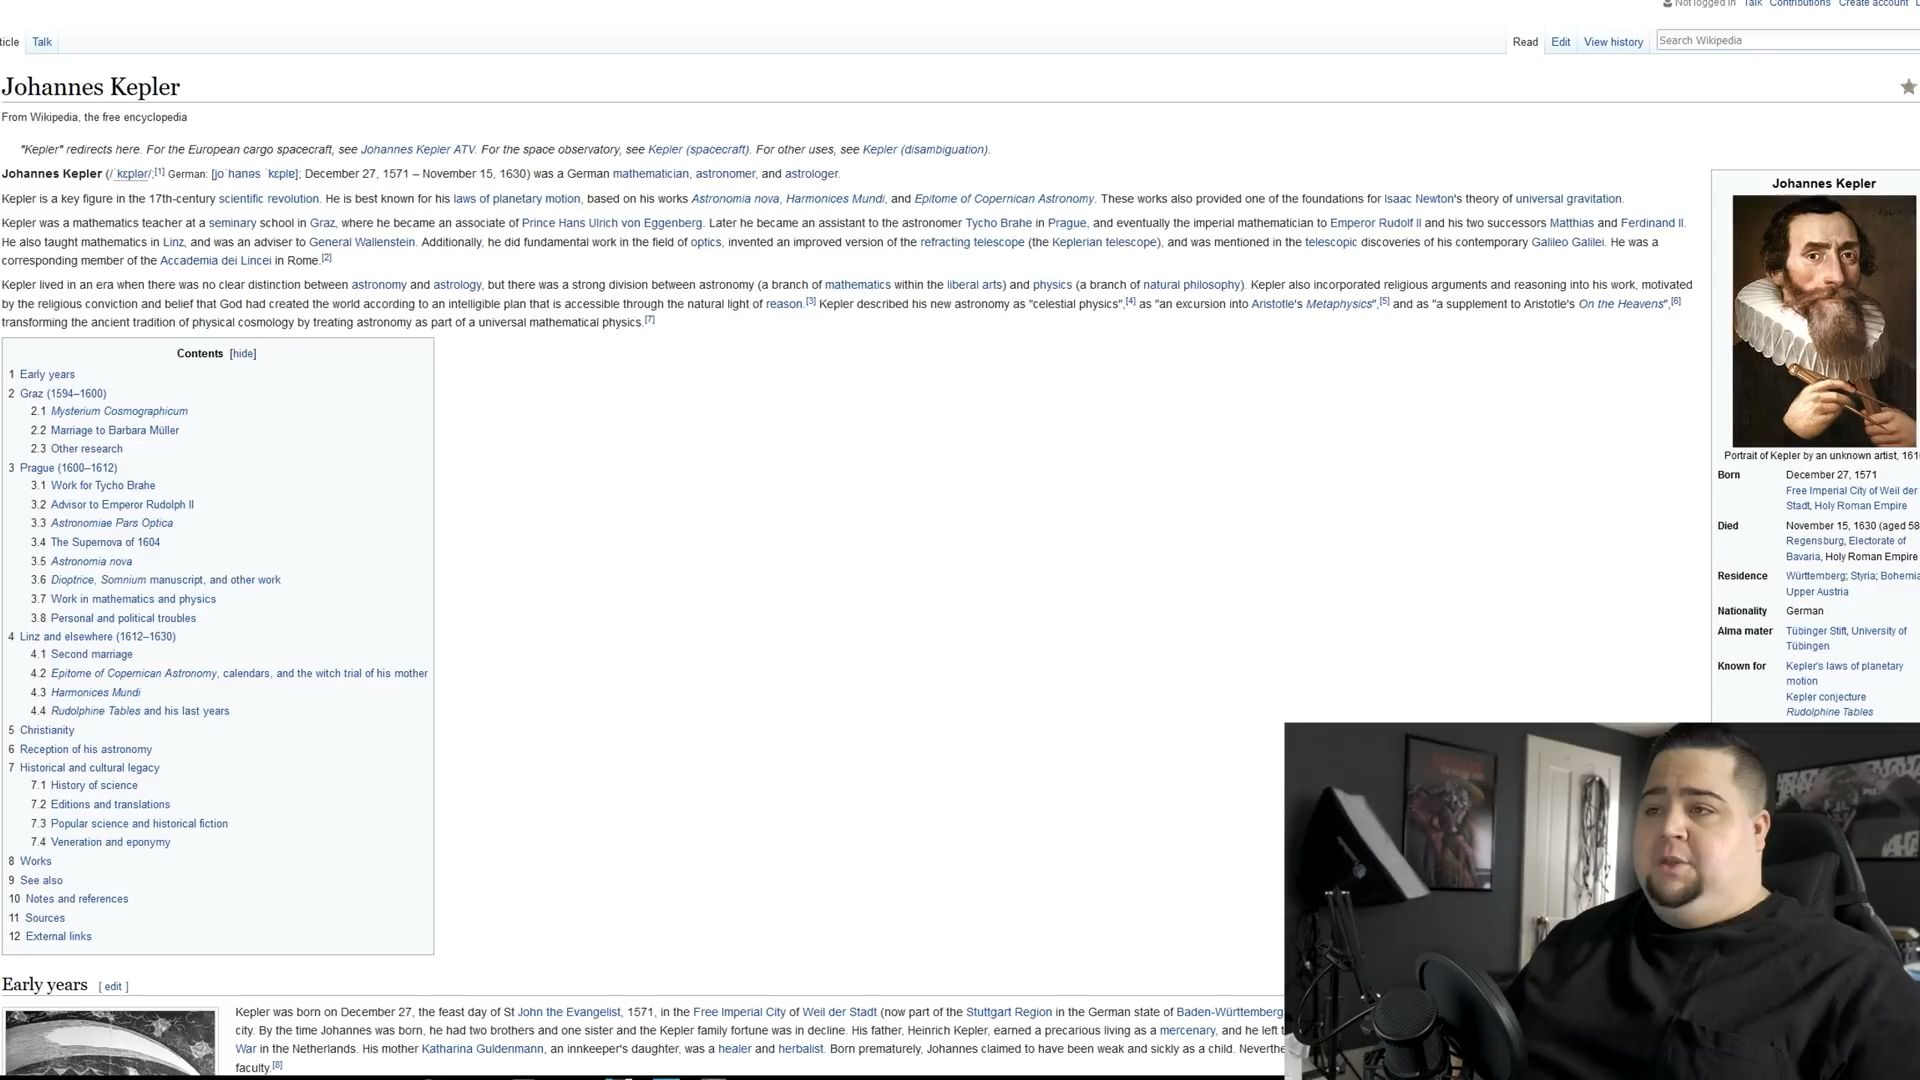 Not logged in Talk Contributions Create account
ticle Talk
Read Edit View history Search Wikipedia
Johannes Kepler
From Wikipedia, the free encyclopedia
"Kepler" redirects here. For the European cargo spacecraft, see Johannes Kepler ATV. For the space observatory, see Kepler (spacecraft). For other uses, see Kepler (disambiguation).
Johannes Kepler (/ˈkɛplər/;[1] German: [joˈhanəs ˈkɛplɐ]; December 27, 1571 – November 15, 1630) was a German mathematician, astronomer, and astrologer.
Kepler is a key figure in the 17th-century scientific revolution. He is best known for his laws of planetary motion, based on his works Astronomia nova, Harmonices Mundi, and Epitome of Copernican Astronomy. These works also provided one of the foundations for Isaac Newton's theory of universal gravitation.
Kepler was a mathematics teacher at a seminary school in Graz, where he became an associate of Prince Hans Ulrich von Eggenberg. Later he became an assistant to the astronomer Tycho Brahe in Prague, and eventually the imperial mathematician to Emperor Rudolf II and his two successors Matthias and Ferdinand II.
He also taught mathematics in Linz, and was an adviser to General Wallenstein. Additionally, he did fundamental work in the field of optics, invented an improved version of the refracting telescope (the Keplerian telescope), and was mentioned in the telescopic discoveries of his contemporary Galileo Galilei. He was a
corresponding member of the Accademia dei Lincei in Rome.[2]
Kepler lived in an era when there was no clear distinction between astronomy and astrology, but there was a strong division between astronomy (a branch of mathematics within the liberal arts) and physics (a branch of natural philosophy). Kepler also incorporated religious arguments and reasoning into his work, motivated
by the religious conviction and belief that God had created the world according to an intelligible plan that is accessible through the natural light of reason.[3] Kepler described his new astronomy as "celestial physics",[4] as "an excursion into Aristotle's Metaphysics",[5] and as "a supplement to Aristotle's On the Heavens",[6]
transforming the ancient tradition of physical cosmology by treating astronomy as part of a universal mathematical physics.[7]
Contents [hide]
1 Early years
2 Graz (1594–1600)
2.1 Mysterium Cosmographicum
2.2 Marriage to Barbara Müller
2.3 Other research
3 Prague (1600–1612)
3.1 Work for Tycho Brahe
3.2 Advisor to Emperor Rudolph II
3.3 Astronomiae Pars Optica
3.4 The Supernova of 1604
3.5 Astronomia nova
3.6 Dioptrice, Somnium manuscript, and other work
3.7 Work in mathematics and physics
3.8 Personal and political troubles
4 Linz and elsewhere (1612–1630)
4.1 Second marriage
4.2 Epitome of Copernican Astronomy, calendars, and the witch trial of his mother
4.3 Harmonices Mundi
4.4 Rudolphine Tables and his last years
5 Christianity
6 Reception of his astronomy
7 Historical and cultural legacy
7.1 History of science
7.2 Editions and translations
7.3 Popular science and historical fiction
7.4 Veneration and eponymy
8 Works
9 See also
10 Notes and references
11 Sources
12 External links
Johannes Kepler
Portrait of Kepler by an unknown artist, 161
Born December 27, 1571
Free Imperial City of Weil der
Stadt, Holy Roman Empire
Died November 15, 1630 (aged 58
Regensburg, Electorate of
Bavaria, Holy Roman Empire
Residence Württemberg; Styria; Bohemia
Upper Austria
Nationality German
Alma mater Tübinger Stift, University of
Tübingen
Known for Kepler's laws of planetary
motion
Kepler conjecture
Rudolphine Tables
Early years [ edit ]
Kepler was born on December 27, the feast day of St John the Evangelist, 1571, in the Free Imperial City of Weil der Stadt (now part of the Stuttgart Region in the German state of Baden-Württemberg
city. By the time Johannes was born, he had two brothers and one sister and the Kepler family fortune was in decline. His father, Heinrich Kepler, earned a precarious living as a mercenary, and he left t
War in the Netherlands. His mother Katharina Guldenmann, an innkeeper's daughter, was a healer and herbalist. Born prematurely, Johannes claimed to have been weak and sickly as a child. Neverthe
faculty.[8]